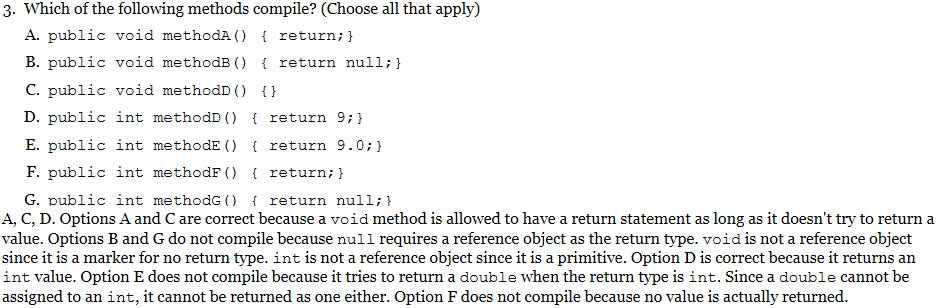 3. Which of the following methods compile? (Choose all that apply)
A. public void methodA() { return;}
B. public void methodB() { return null;}
C. public void methodD() {}
D. public int methodD() { return 9;}
E. public int methodE() { return 9.0;}
F. public int methodF() { return;}
G. public int methodG() { return null;}
A, C, D. Options A and C are correct because a void method is allowed to have a return statement as long as it doesn't try to return a
value. Options B and G do not compile because null requires a reference object as the return type. void is not a reference object
since it is a marker for no return type. int is not a reference object since it is a primitive. Option D is correct because it returns an
int value. Option E does not compile because it tries to return a double when the return type is int. Since a double cannot be
assigned to an int, it cannot be returned as one either. Option F does not compile because no value is actually returned.